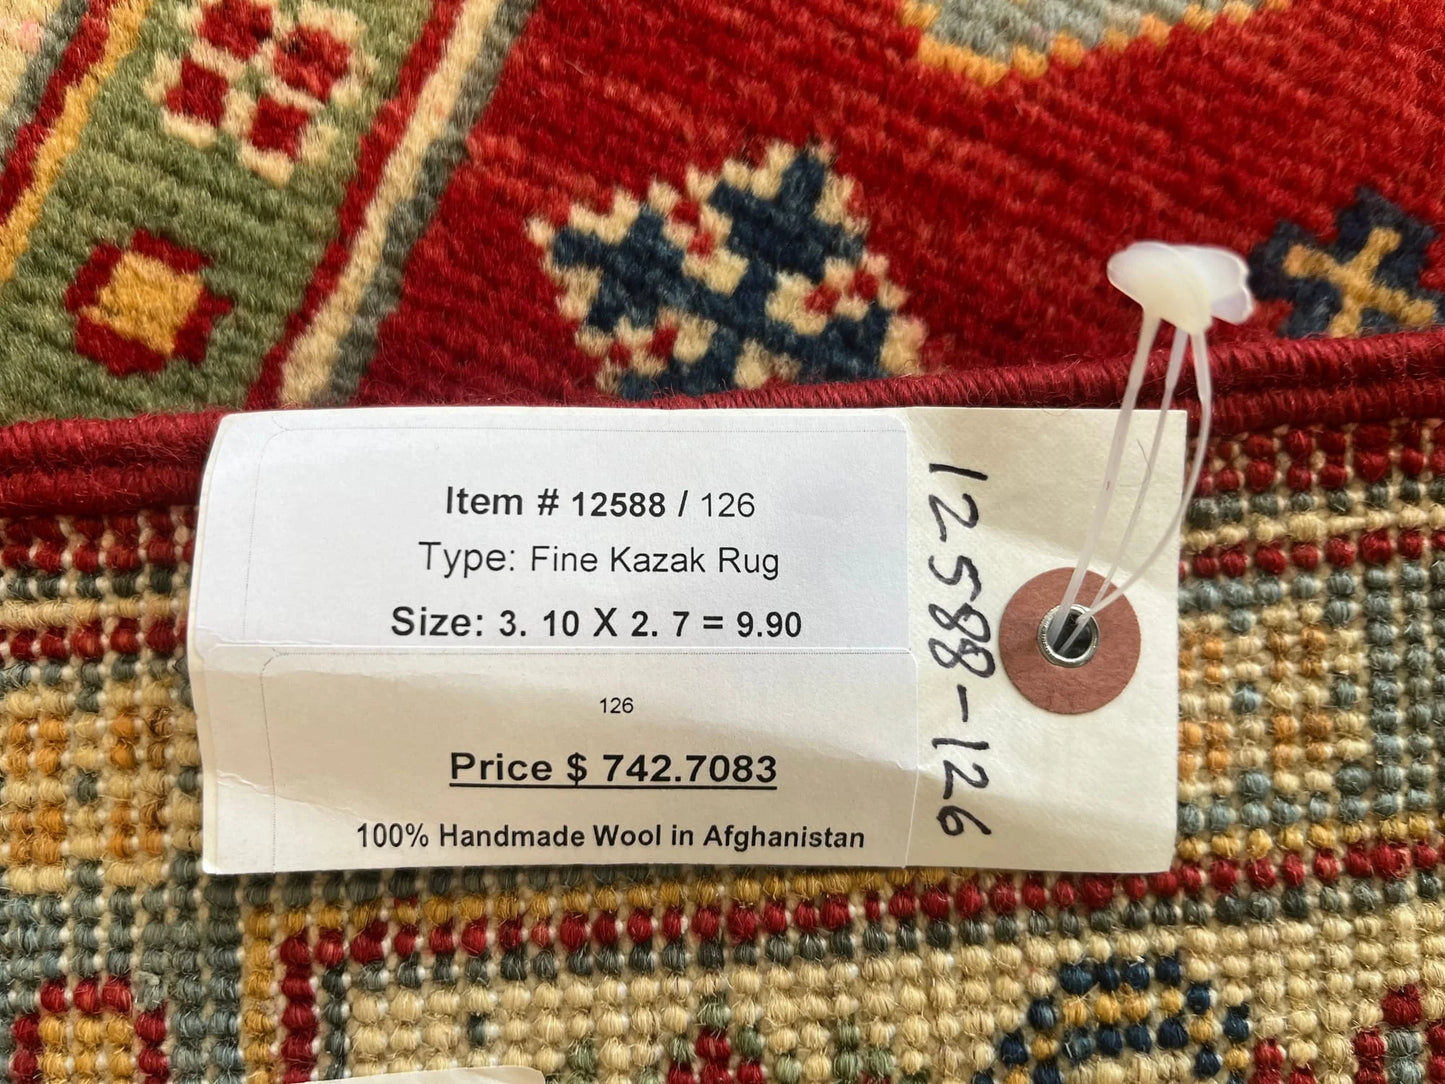 Item # 12588 / 126
Type: Fine Kazak Rug
Size: 3. 10 X 2. 7 = 9.90
126
Price $ 742.7083
100% Handmade Wool in Afghanistan
12588-126